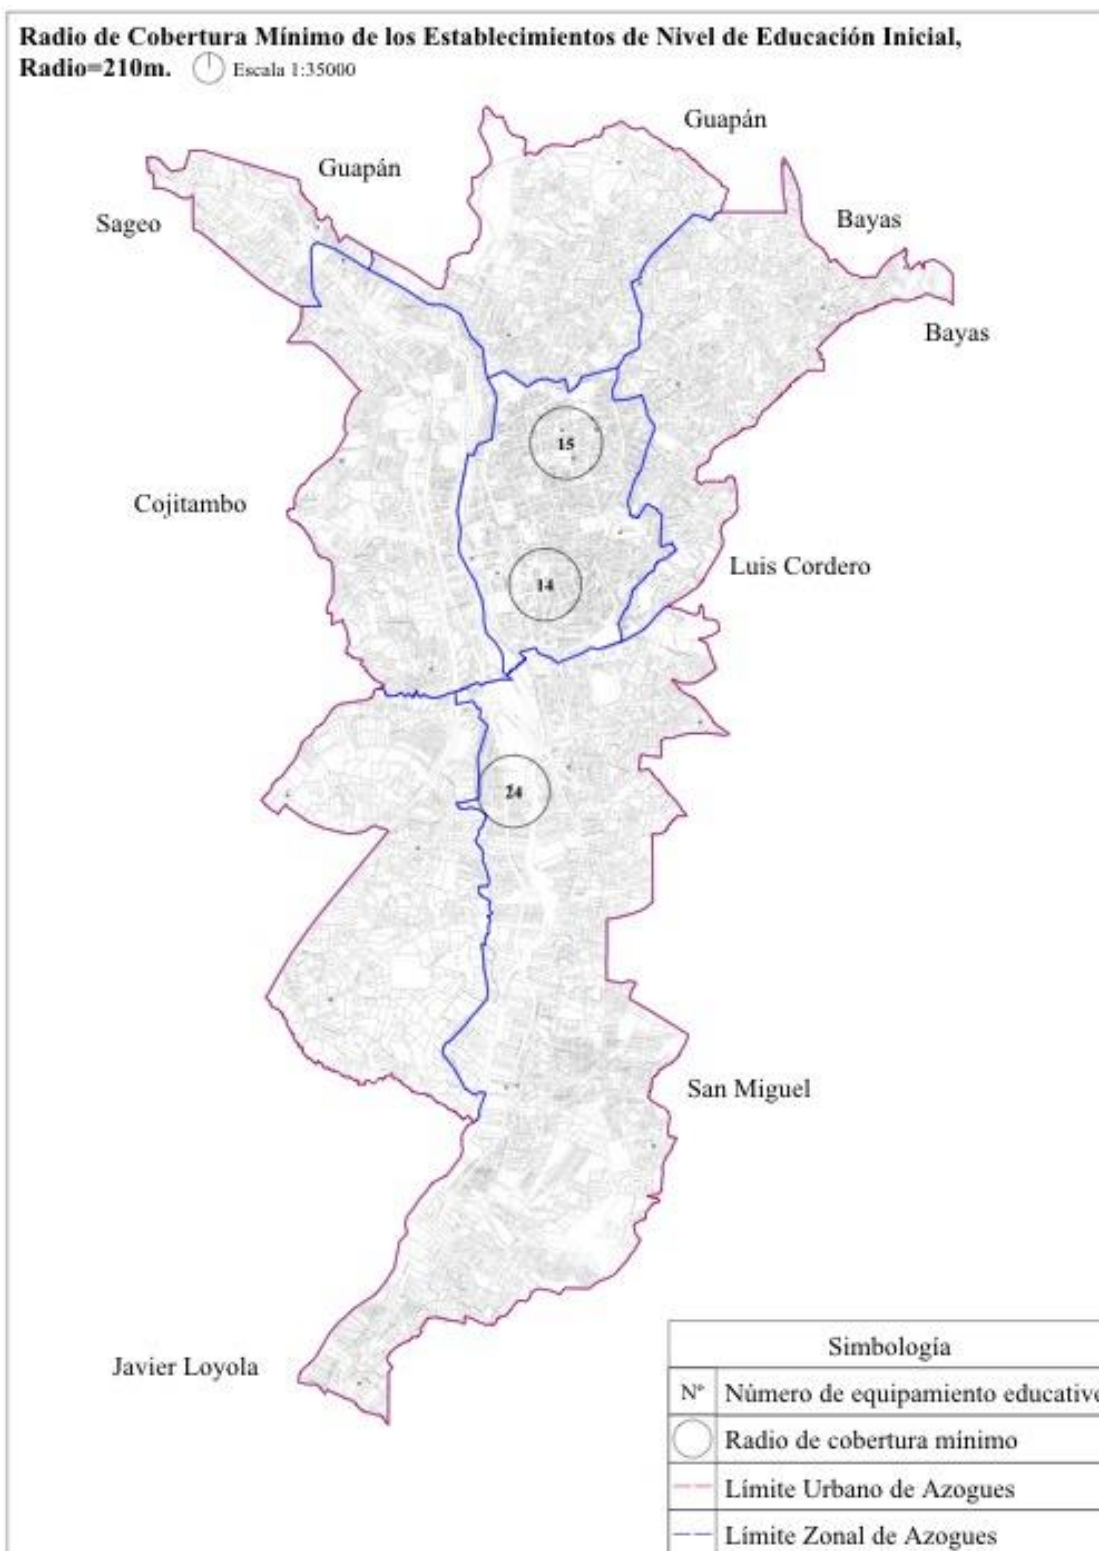 Radio de Cobertura Mínimo de los Establecimientos de Nivel de Educación Inicial,
Radio=210m. Escala 1:35000
Guapán
Guapán
Sageo
Bayas
Bayas
15
Cojitambo
Luis Cordero
14
24
San Miguel
Javier Loyola
Simbología
Nº Número de equipamiento educativo
Radio de cobertura mínimo
Límite Urbano de Azogues
Límite Zonal de Azogues